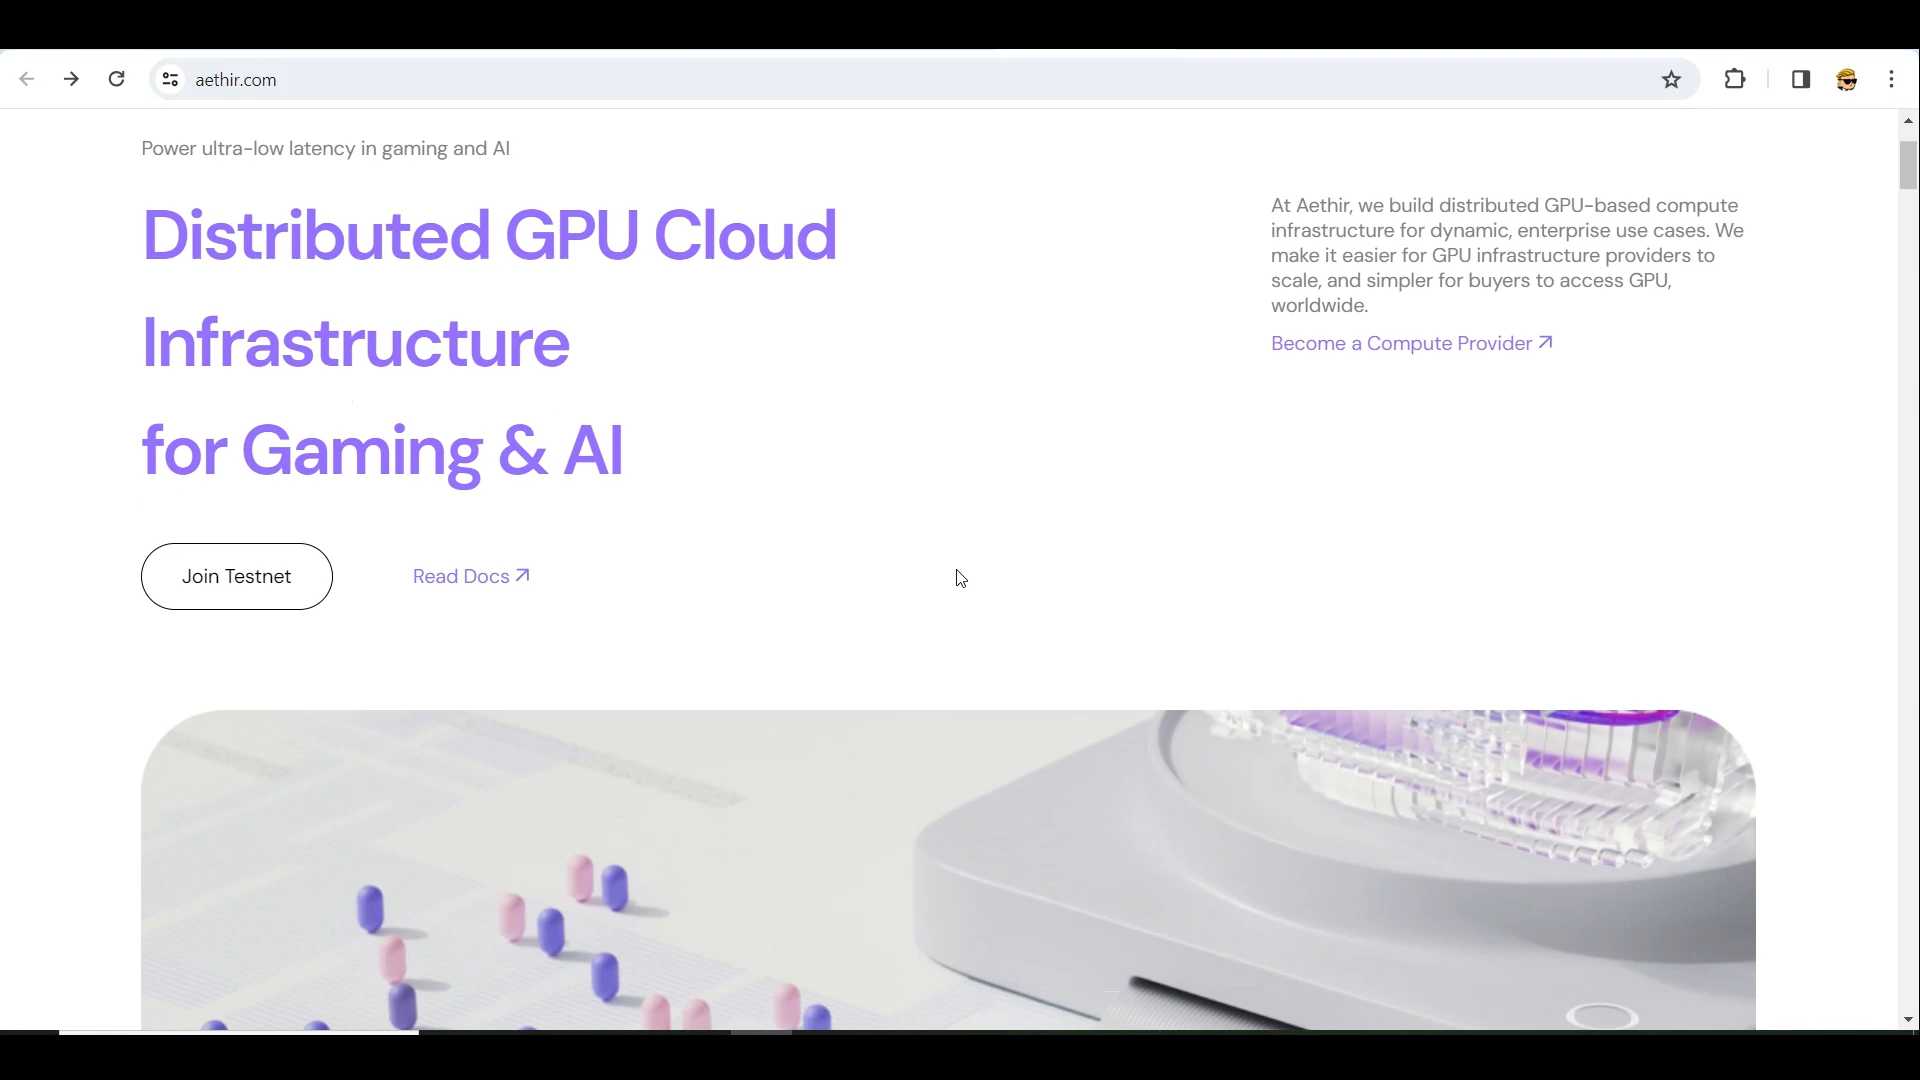 aethir.com
Power ultra-low latency in gaming and AI
Distributed GPU Cloud
Infrastructure
for Gaming & AI
At Aethir, we build distributed GPU-based compute
infrastructure for dynamic, enterprise use cases. We
make it easier for GPU infrastructure providers to
scale, and simpler for buyers to access GPU,
worldwide.
Become a Compute Provider
Join Testnet
Read Docs